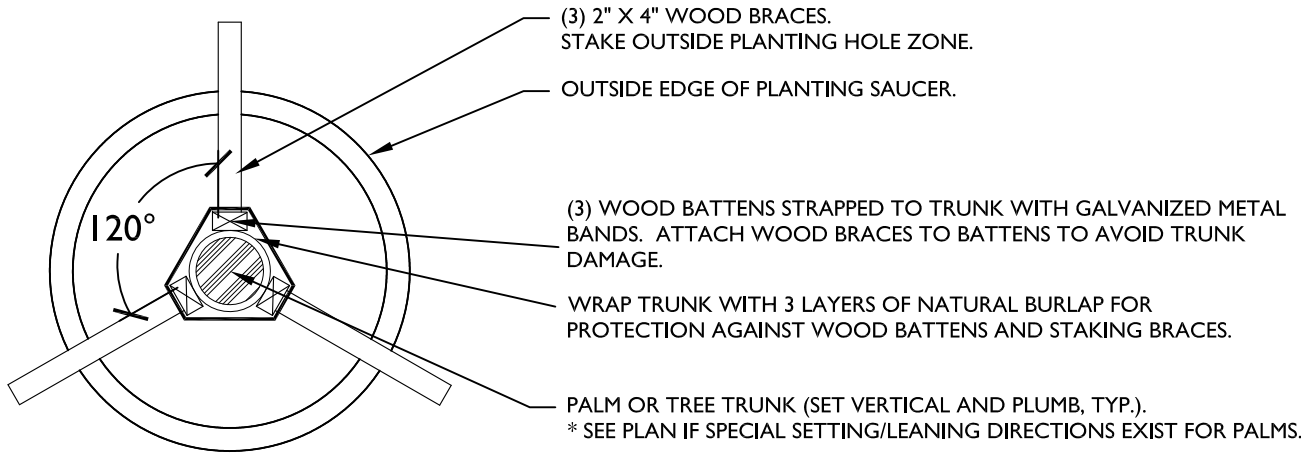 (3) 2" X 4" WOOD BRACES.
STAKE OUTSIDE PLANTING HOLE ZONE.
OUTSIDE EDGE OF PLANTING SAUCER.
120°
(3) WOOD BATTENS STRAPPED TO TRUNK WITH GALVANIZED METAL
BANDS. ATTACH WOOD BRACES TO BATTENS TO AVOID TRUNK
DAMAGE.
WRAP TRUNK WITH 3 LAYERS OF NATURAL BURLAP FOR
PROTECTION AGAINST WOOD BATTENS AND STAKING BRACES.
PALM OR TREE TRUNK (SET VERTICAL AND PLUMB, TYP.).
* SEE PLAN IF SPECIAL SETTING/LEANING DIRECTIONS EXIST FOR PALMS.